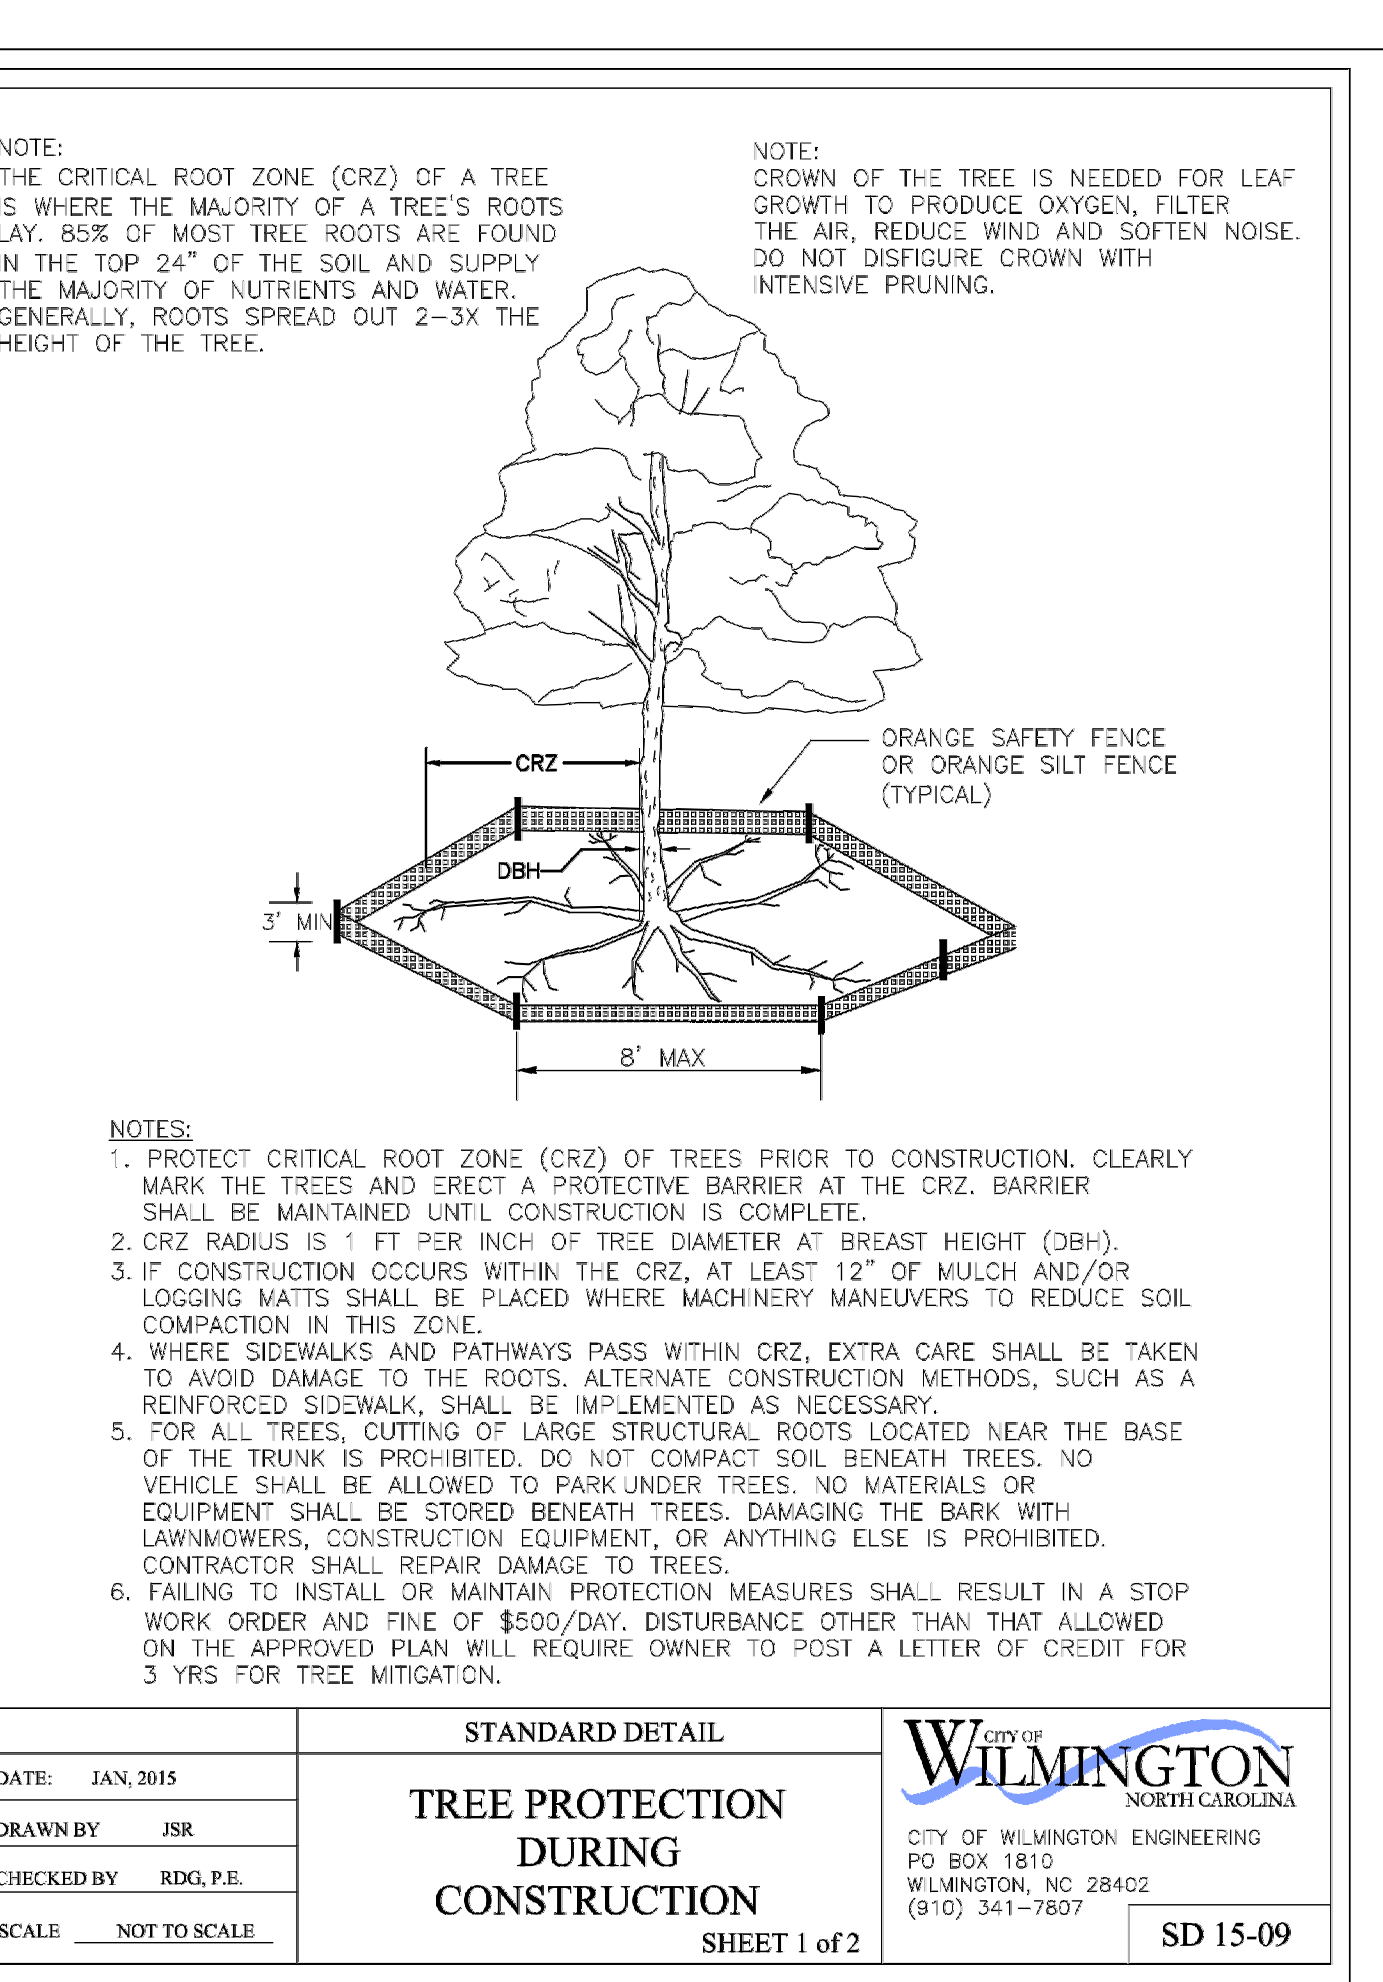 NOTE:
THE CRITICAL ROOT ZONE (CRZ) OF A TREE
IS WHERE THE MAJORITY OF A TREE'S ROOTS
LAY. 85% OF MOST TREE ROOTS ARE FOUND
IN THE TOP 24" OF THE SOIL AND SUPPLY
THE MAJORITY OF NUTRIENTS AND WATER.
GENERALLY, ROOTS SPREAD OUT 2-3X THE
HEIGHT OF THE TREE.
NOTE:
CROWN OF THE TREE IS NEEDED FOR LEAF
GROWTH TO PRODUCE OXYGEN, FILTER
THE AIR, REDUCE WIND AND SOFTEN NOISE.
DO NOT DISFIGURE CROWN WITH
INTENSIVE PRUNING.
ORANGE SAFETY FENCE
OR ORANGE SILT FENCE
(TYPICAL)
CRZ
DBH
3' MIN
8' MAX
NOTES:
1. PROTECT CRITICAL ROOT ZONE (CRZ) OF TREES PRIOR TO CONSTRUCTION. CLEARLY
MARK THE TREES AND ERECT A PROTECTIVE BARRIER AT THE CRZ. BARRIER
SHALL BE MAINTAINED UNTIL CONSTRUCTION IS COMPLETE.
2. CRZ RADIUS IS 1 FT PER INCH OF TREE DIAMETER AT BREAST HEIGHT (DBH).
3. IF CONSTRUCTION OCCURS WITHIN THE CRZ, AT LEAST 12" OF MULCH AND/OR
LOGGING MATTS SHALL BE PLACED WHERE MACHINERY MANEUVERS TO REDUCE SOIL
COMPACTION IN THIS ZONE.
4. WHERE SIDEWALKS AND PATHWAYS PASS WITHIN CRZ, EXTRA CARE SHALL BE TAKEN
TO AVOID DAMAGE TO THE ROOTS. ALTERNATE CONSTRUCTION METHODS, SUCH AS A
REINFORCED SIDEWALK, SHALL BE IMPLEMENTED AS NECESSARY.
5. FOR ALL TREES, CUTTING OF LARGE STRUCTURAL ROOTS LOCATED NEAR THE BASE
OF THE TRUNK IS PROHIBITED. DO NOT COMPACT SOIL BENEATH TREES. NO
VEHICLE SHALL BE ALLOWED TO PARK UNDER TREES. NO MATERIALS OR
EQUIPMENT SHALL BE STORED BENEATH TREES. DAMAGING THE BARK WITH
LAWNMOWERS, CONSTRUCTION EQUIPMENT, OR ANYTHING ELSE IS PROHIBITED.
CONTRACTOR SHALL REPAIR DAMAGE TO TREES.
6. FAILING TO INSTALL OR MAINTAIN PROTECTION MEASURES SHALL RESULT IN A STOP
WORK ORDER AND FINE OF $500/DAY. DISTURBANCE OTHER THAN THAT ALLOWED
ON THE APPROVED PLAN WILL REQUIRE OWNER TO POST A LETTER OF CREDIT FOR
3 YRS FOR TREE MITIGATION.
DATE: JAN, 2015
DRAWN BY JSR
CHECKED BY RDG, P.E.
SCALE NOT TO SCALE
STANDARD DETAIL
TREE PROTECTION
DURING
CONSTRUCTION
SHEET 1 of 2
CITY OF
WILMINGTON
NORTH CAROLINA
CITY OF WILMINGTON ENGINEERING
PO BOX 1810
WILMINGTON, NC 28402
(910) 341-7807
SD 15-09